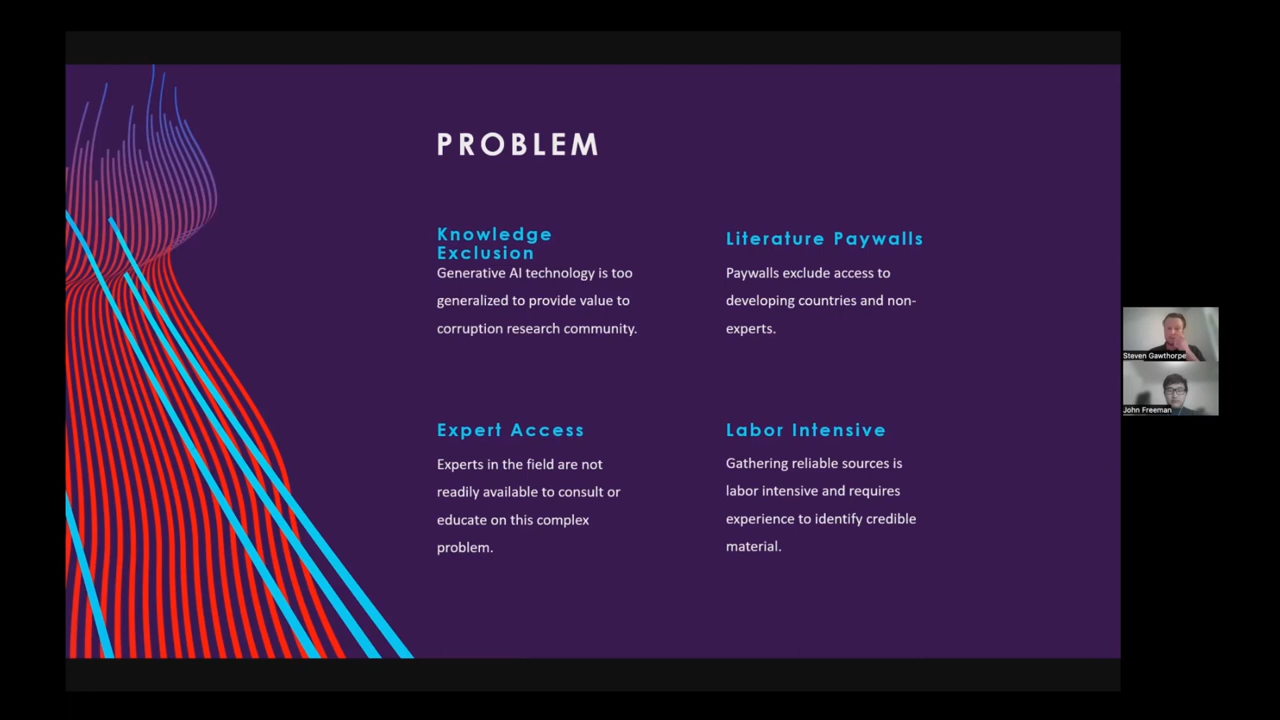 PROBLEM
Knowledge
Exclusion
Generative AI technology is too
generalized to provide value to
corruption research community.
Literature Paywalls
Paywalls exclude access to
developing countries and non-
experts.
Expert Access
Experts in the field are not
readily available to consult or
educate on this complex
problem.
Labor Intensive
Gathering reliable sources is
labor intensive and requires
experience to identify credible
material.
Steven Gawthorpe
John Freeman